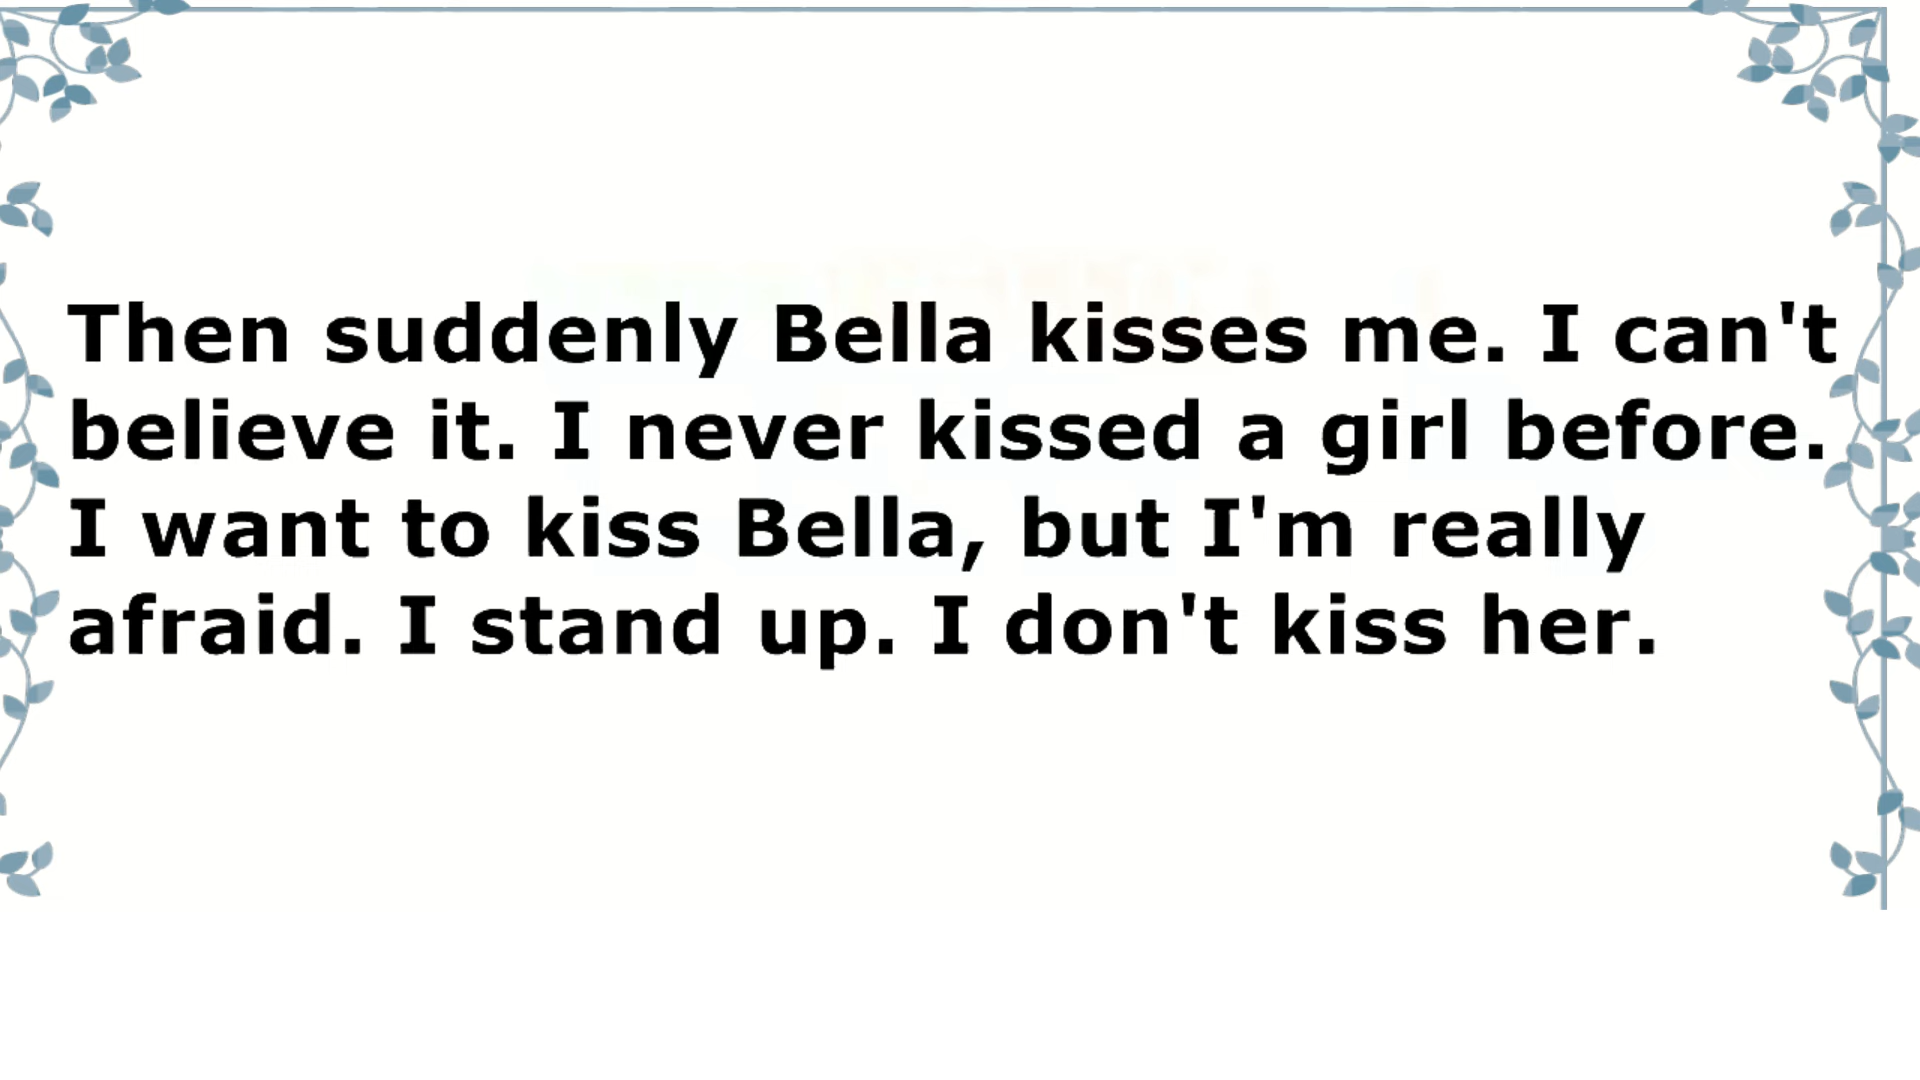 Then suddenly Bella kisses me. I can't
believe it. I never kissed a girl before.
I want to kiss Bella, but I'm really
afraid. I stand up. I don't kiss her.